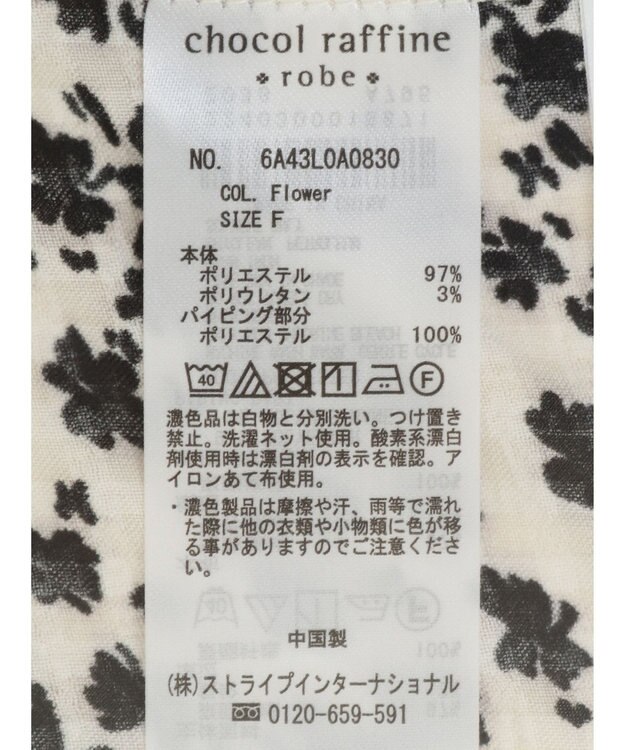 chocol raffine
robe
NO. 6A43L0A0830
COL. Flower
SIZE F
本体
ポリエステル 97%
ポリウレタン 3%
パイピング部分
ポリエステル 100%
40 F
濃色品は白物と分別洗い。つけ置き
禁止。洗濯ネット使用。酸素系漂白
剤使用時は漂白剤の表示を確認。ア
イロンあて布使用。
・濃色製品は摩擦や汗、雨等で濡れ
た際に他の衣類や小物類に色が移
る事がありますのでご注意くださ
い。
中国製
(株)ストライプインターナショナル
0120-659-591